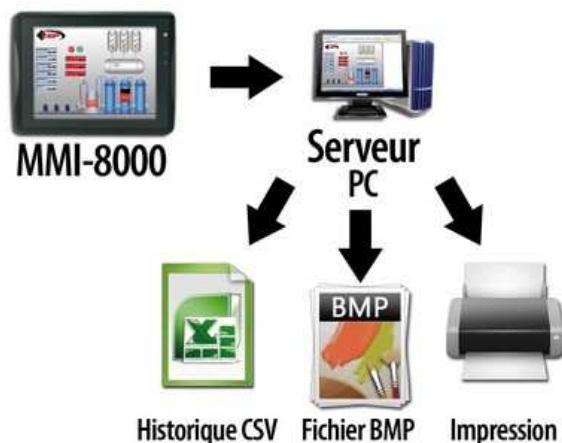 MMI-8000
Serveur
PC
BMP
Historique CSV
Fichier BMP
Impression